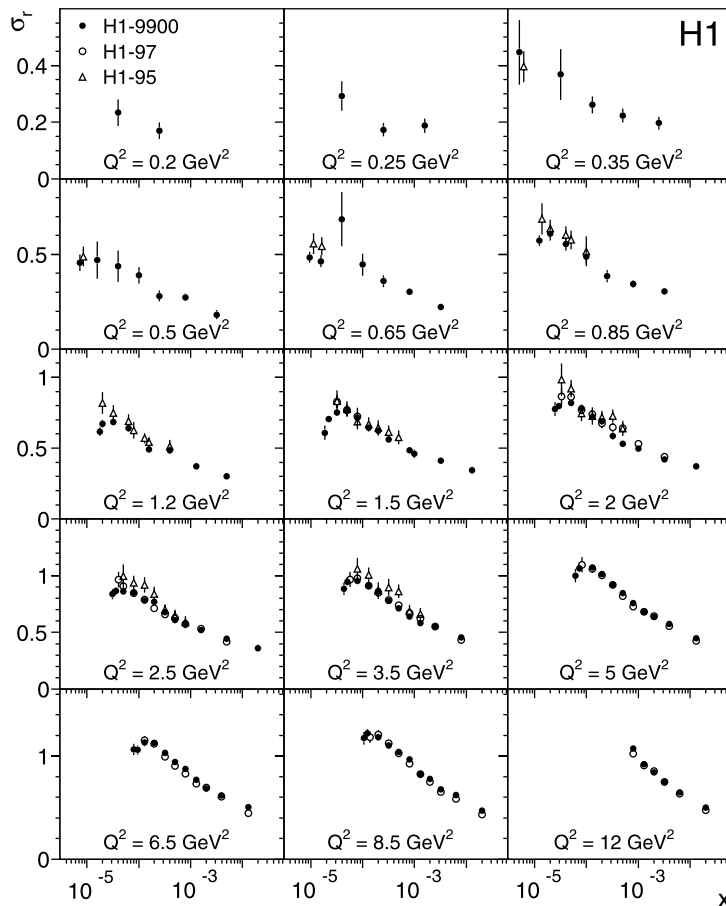 σr
H1
H1-9900
H1-97
H1-95
0.4
0.2
0
Q² = 0.2 GeV²
Q² = 0.25 GeV²
Q² = 0.35 GeV²
0.5
0
Q² = 0.5 GeV²
Q² = 0.65 GeV²
Q² = 0.85 GeV²
1
0.5
0
Q² = 1.2 GeV²
Q² = 1.5 GeV²
Q² = 2 GeV²
1
0.5
0
Q² = 2.5 GeV²
Q² = 3.5 GeV²
Q² = 5 GeV²
1
0
Q² = 6.5 GeV²
Q² = 8.5 GeV²
Q² = 12 GeV²
10⁻⁵ 10⁻³ 10⁻⁵ 10⁻³ 10⁻⁵ 10⁻³
x